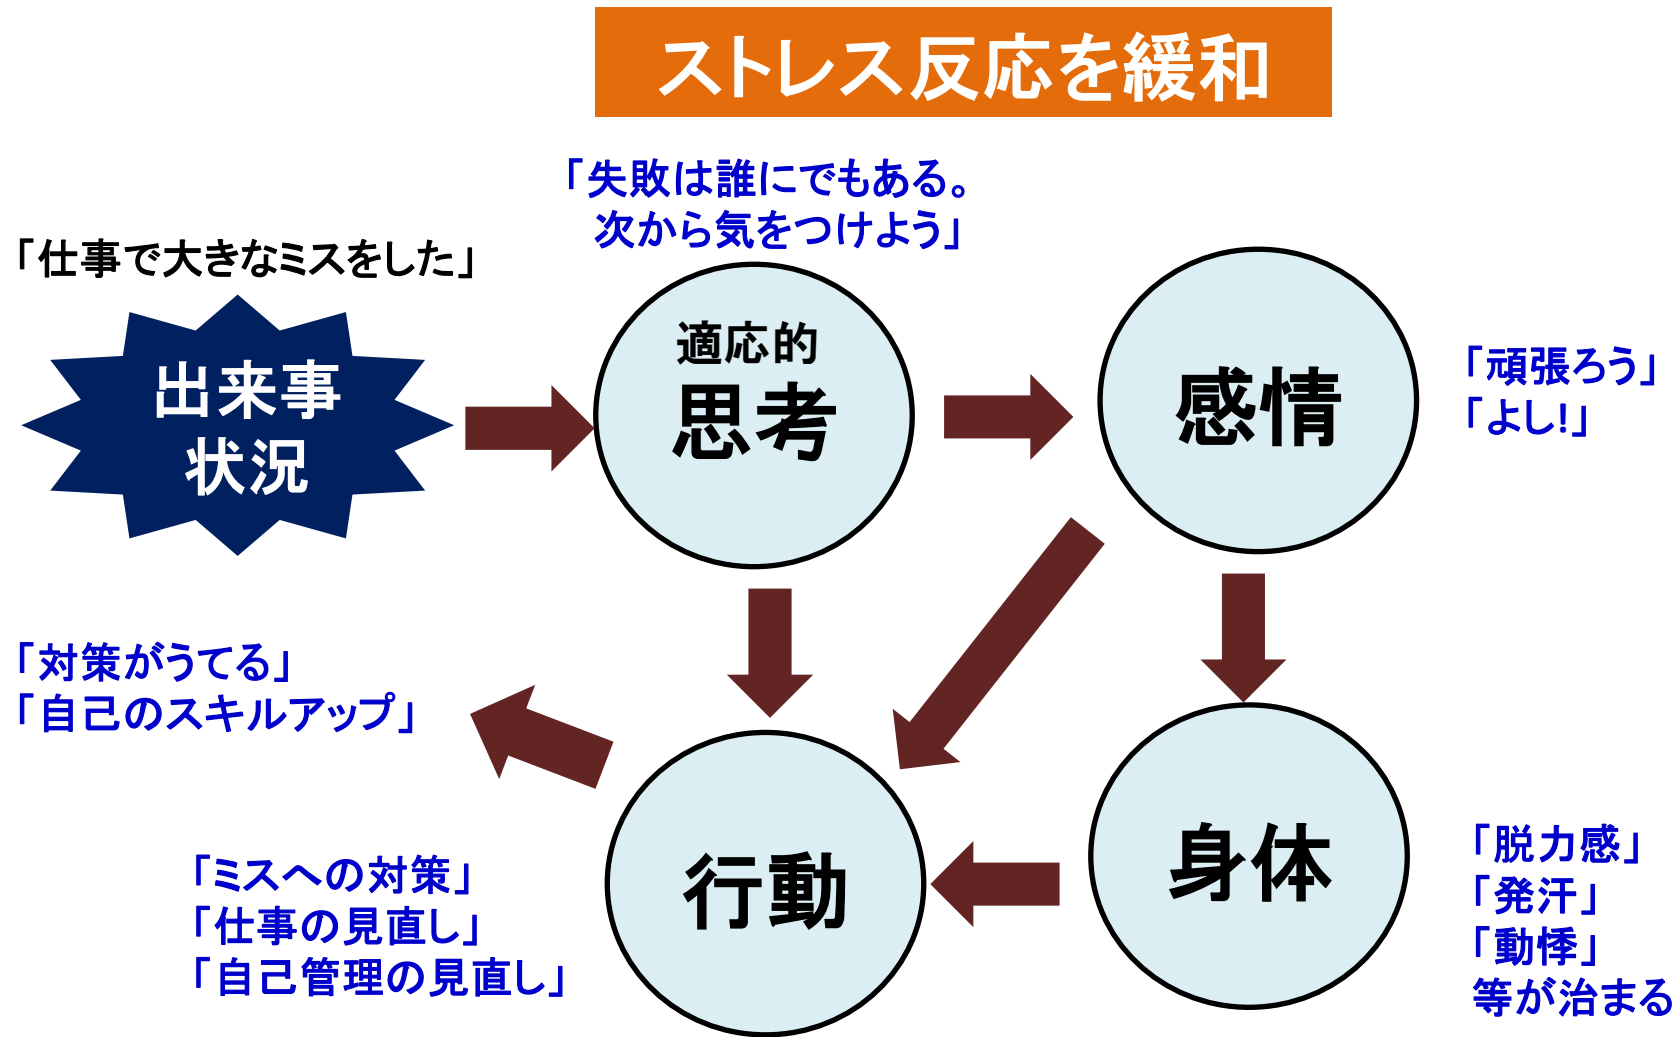 ストレス反応を緩和
「失敗は誰にでもある。
次から気をつけよう」
「仕事で大きなミスをした」
出来事
状況
適応的
思考
感情
「頑張ろう」
「よし!」
「対策がうてる」
「自己のスキルアップ」
行動
「ミスへの対策」
「仕事の見直し」
「自己管理の見直し」
身体
「脱力感」
「発汗」
「動悸」
等が治まる